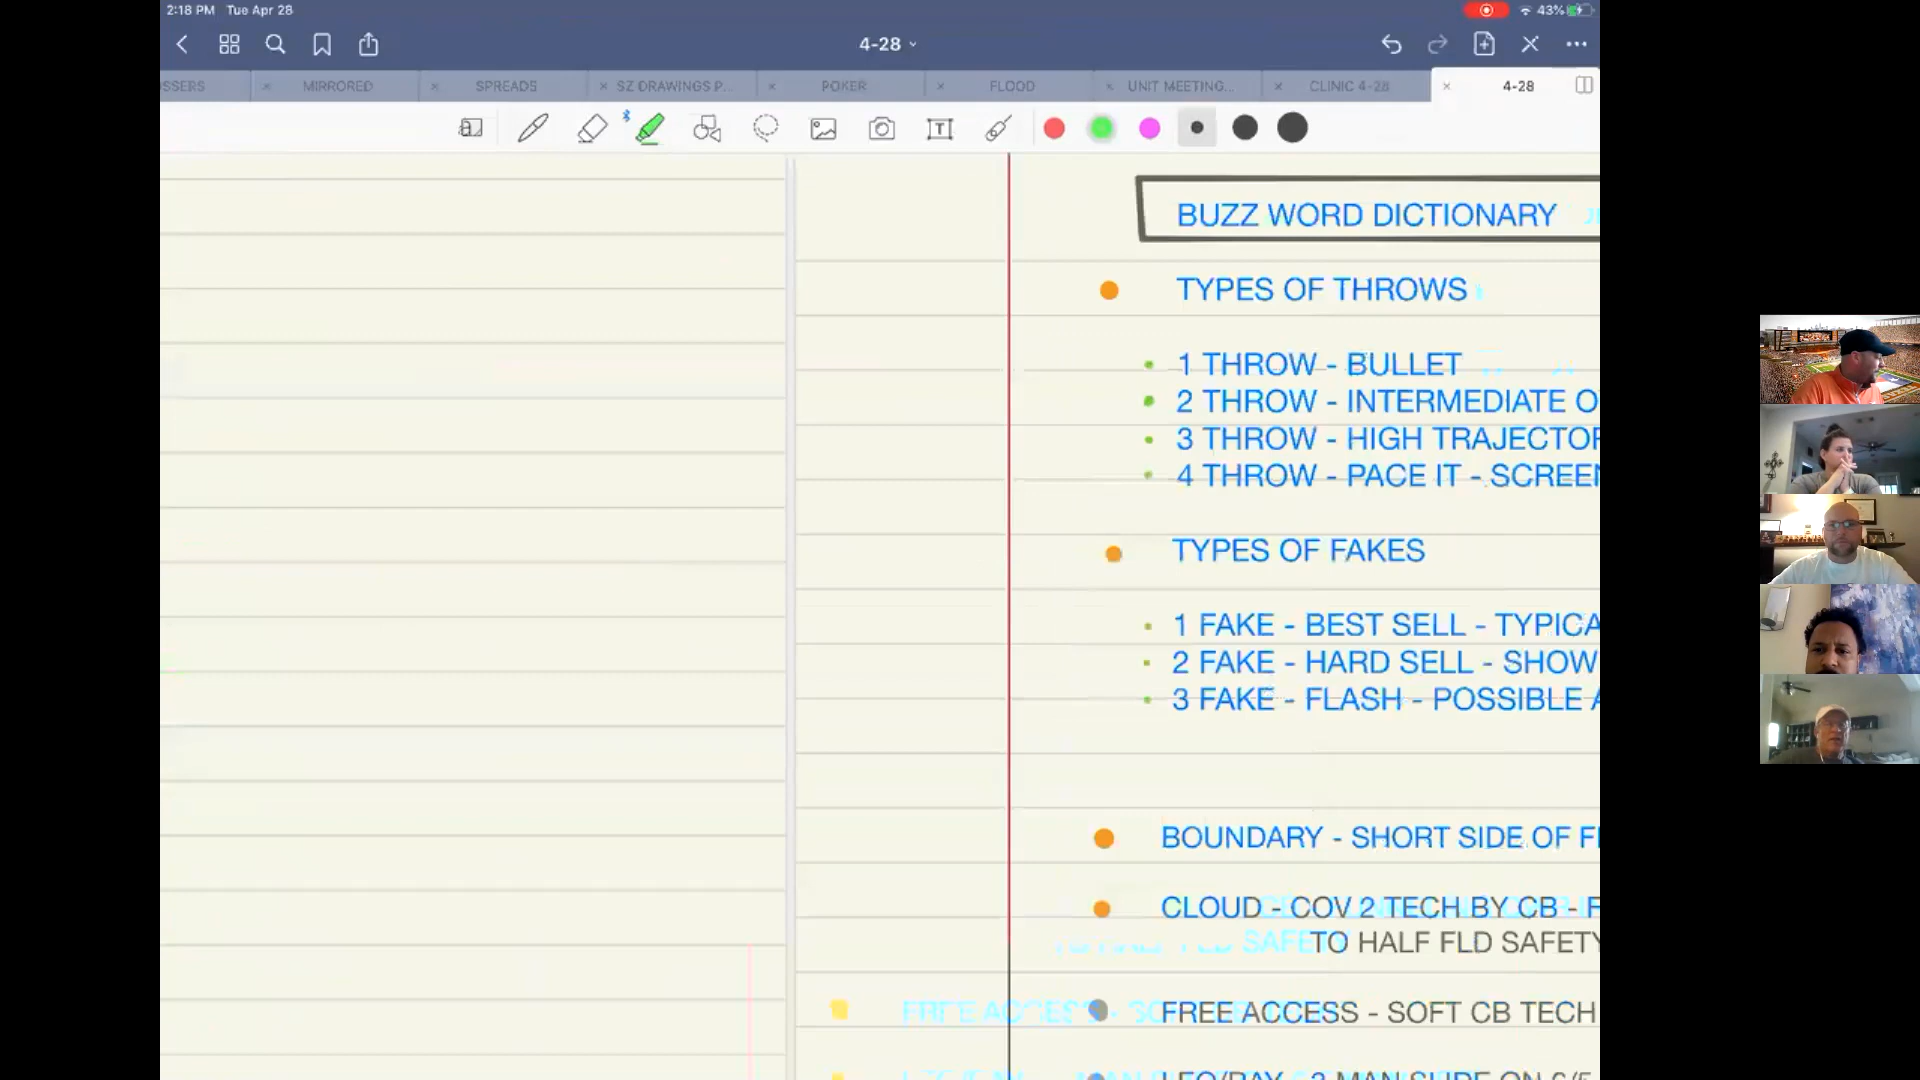 2:18 PM Tue Apr 28
43%
4-28
SSERS
MIRRORED
SPREADS
SZ DRAWINGS P...
POKER
FLOOD
UNIT MEETING...
CLINIC 4-28
4-28
BUZZ WORD DICTIONARY
TYPES OF THROWS
1 THROW - BULLET
2 THROW - INTERMEDIATE O
3 THROW - HIGH TRAJECTOR
4 THROW - PACE IT - SCREEN
TYPES OF FAKES
1 FAKE - BEST SELL - TYPICA
2 FAKE - HARD SELL - SHOW
3 FAKE - FLASH - POSSIBLE A
BOUNDARY - SHORT SIDE OF FI
CLOUD - COV 2 TECH BY CB - F
TO HALF FLD SAFETY
FREE ACCESS - SOFT CB TECH